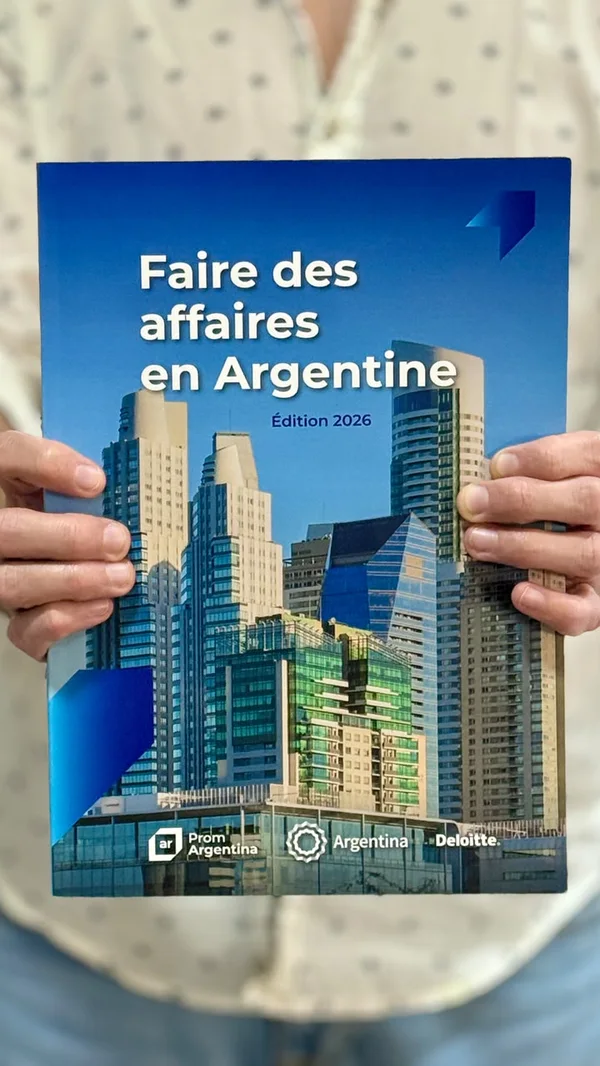 Faire des
affaires
en Argentine
Édition 2026
ar
Prom
Argentina
Argentina
Deloitte.